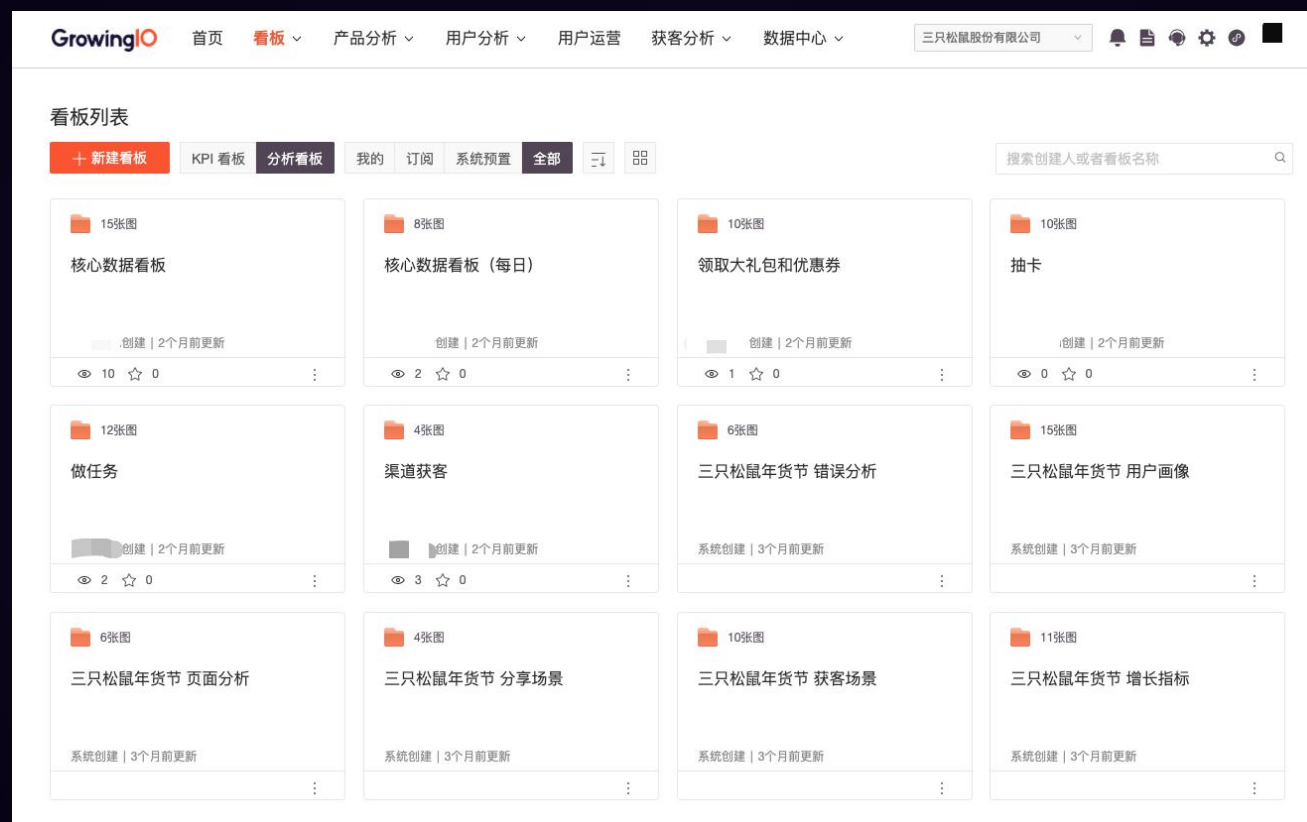 GrowingIO 首页 看板 产品分析 用户分析 用户运营 获客分析 数据中心 三只松鼠股份有限公司
看板列表
新建看板 KPI 看板 分析看板 我的 订阅 系统预置 全部 搜索创建人或者看板名称
15张图 8张图 10张图 10张图
核心数据看板 核心数据看板（每日） 领取大礼包和优惠券 抽卡
创建 | 2个月前更新 创建 | 2个月前更新 创建 | 2个月前更新 创建 | 2个月前更新
10 0 2 0 1 0 0 0
12张图 4张图 6张图 15张图
做任务 渠道获客 三只松鼠年货节 错误分析 三只松鼠年货节 用户画像
创建 | 2个月前更新 创建 | 2个月前更新 系统创建 | 3个月前更新 系统创建 | 3个月前更新
2 0 3 0
6张图 4张图 10张图 11张图
三只松鼠年货节 页面分析 三只松鼠年货节 分享场景 三只松鼠年货节 获客场景 三只松鼠年货节 增长指标
系统创建 | 3个月前更新 系统创建 | 3个月前更新 系统创建 | 3个月前更新 系统创建 | 3个月前更新